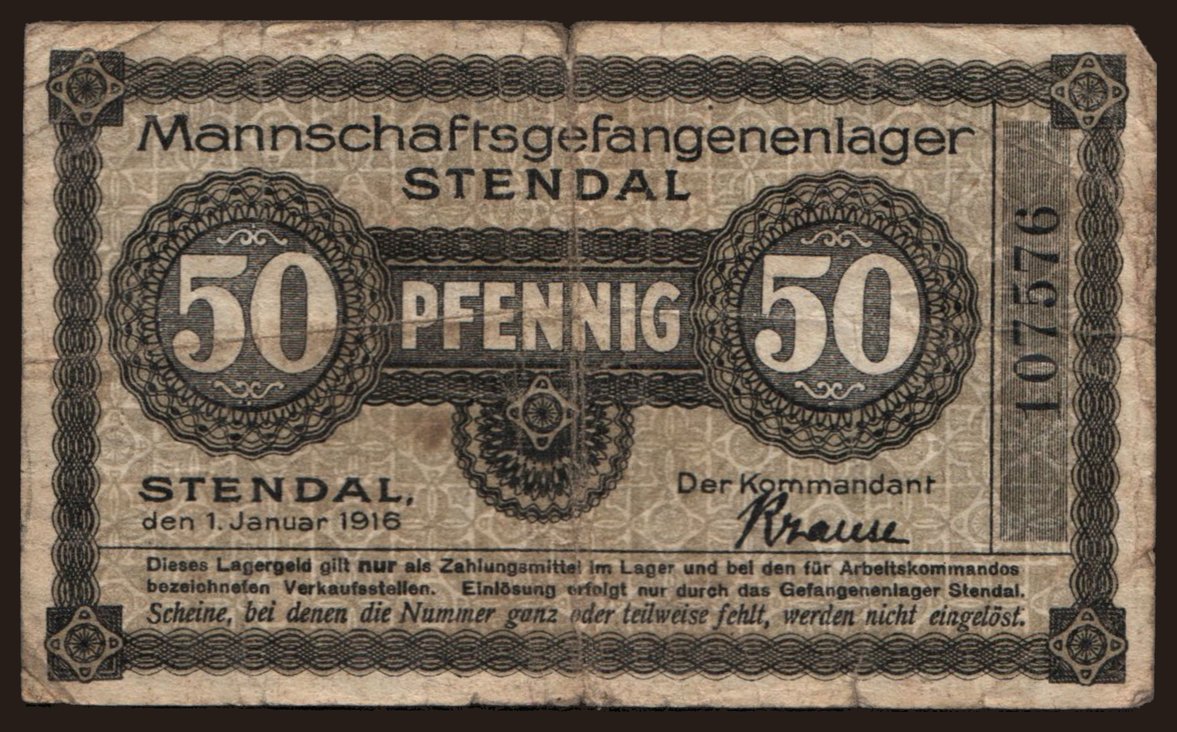 Mannschaftsgefangenenlager
STENDAL
50 PFENNIG 50
107576
STENDAL,
den 1. Januar 1916
Der Kommandant
Krause
Dieses Lagergeld gilt nur als Zahlungsmittel im Lager und bei den für Arbeitskommandos
bezeichneten Verkaufsstellen. Einlösung erfolgt nur durch das Gefangenenlager Stendal.
Scheine, bei denen die Nummer ganz oder teilweise fehlt, werden nicht eingelöst.